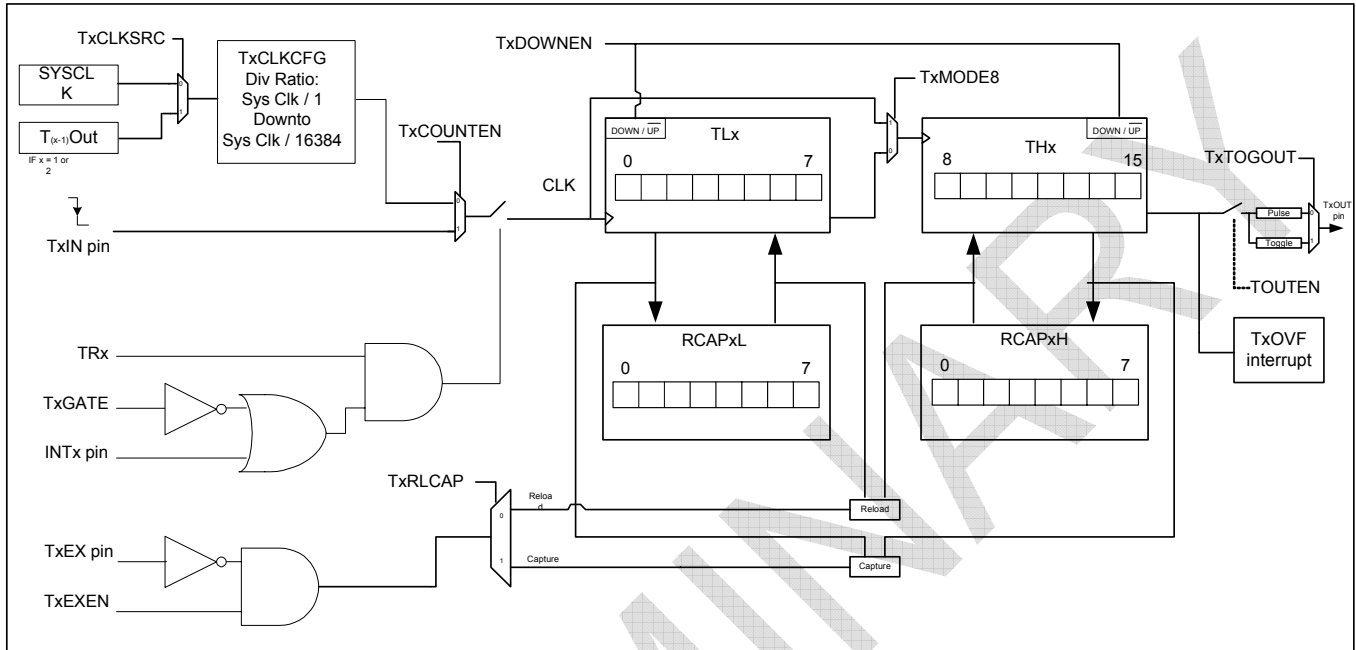 TxCLKSRC
SYSCL
K
0
1
T(x-1)Out
IF x = 1 or
2
TxCLKCFG
Div Ratio:
Sys Clk / 1
Downto
Sys Clk / 16384
TxCOUNTEN
0
1
TxIN pin
CLK
TxDOWNEN
TxMODE8
1
0
DOWN / UP
TLx
0 7
DOWN / UP
THx
8 15
TxTOGOUT
Pulse
0
Toggle
1
TxOUT
pin
TOUTEN
TxOVF
interrupt
RCAPxL
0 7
RCAPxH
0 7
TRx
TxGATE
INTx pin
TxRLCAP
0
1
Reloa
d
Reload
Capture
Capture
TxEX pin
TxEXEN
MINARY